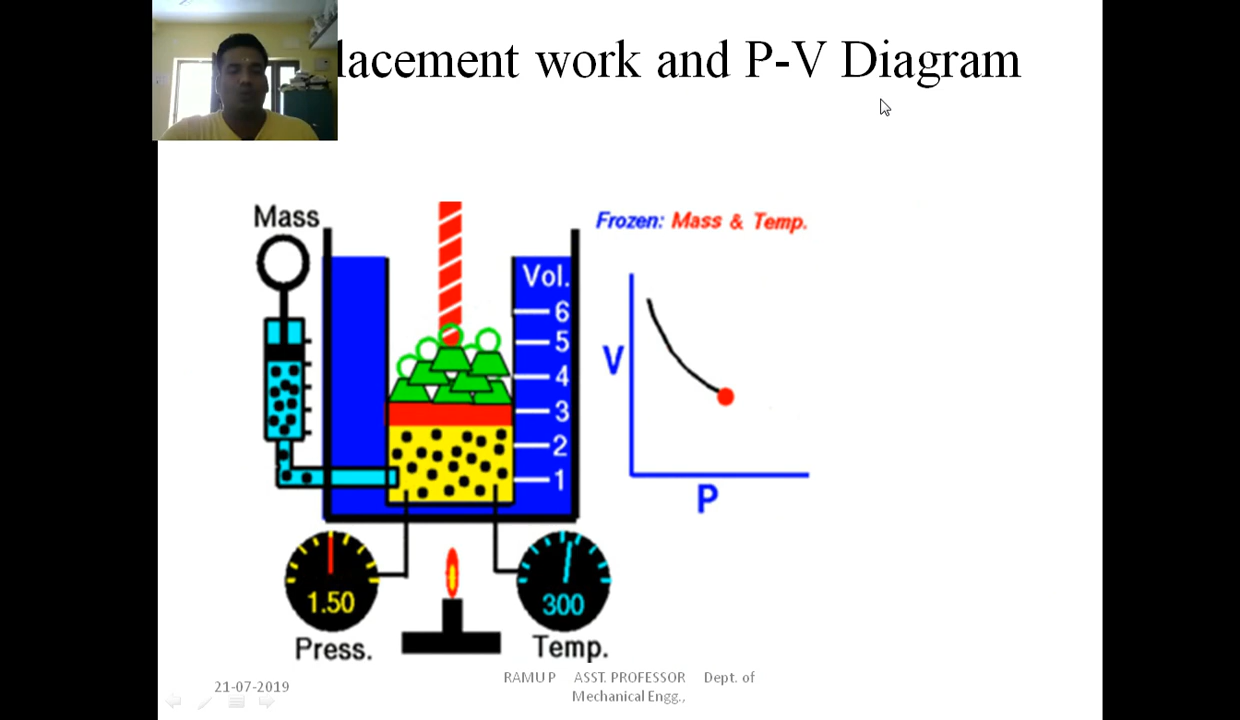 lacement work and P-V Diagram
Mass
Frozen: Mass & Temp.
Vol.
6
5
4
3
2
1
V
P
1.50
300
Press.
Temp.
21-07-2019
RAMU P ASST. PROFESSOR Dept. of
Mechanical Engg.,